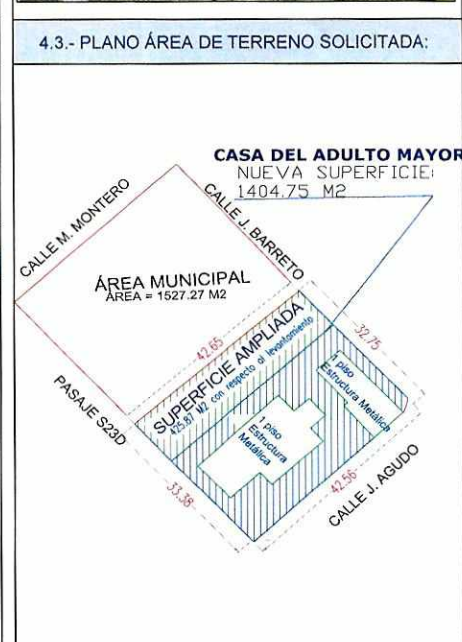 4.3.- PLANO ÁREA DE TERRENO SOLICITADA:
CASA DEL ADULTO MAYOR
NUEVA SUPERFICIE:
1404.75 M2
CALLE M. MONTERO
CALLE J. BARRETO
ÁREA MUNICIPAL
ÁREA = 1527.27 M2
42.65
32.75
SUPERFICIE AMPLIADA
425.87 M2 con respecto al levantamiento
PASAJE S23D
1 piso
Estructura
Metálica
1 piso
Estructura Metálica
33.38
42.56
CALLE J. AGUDO